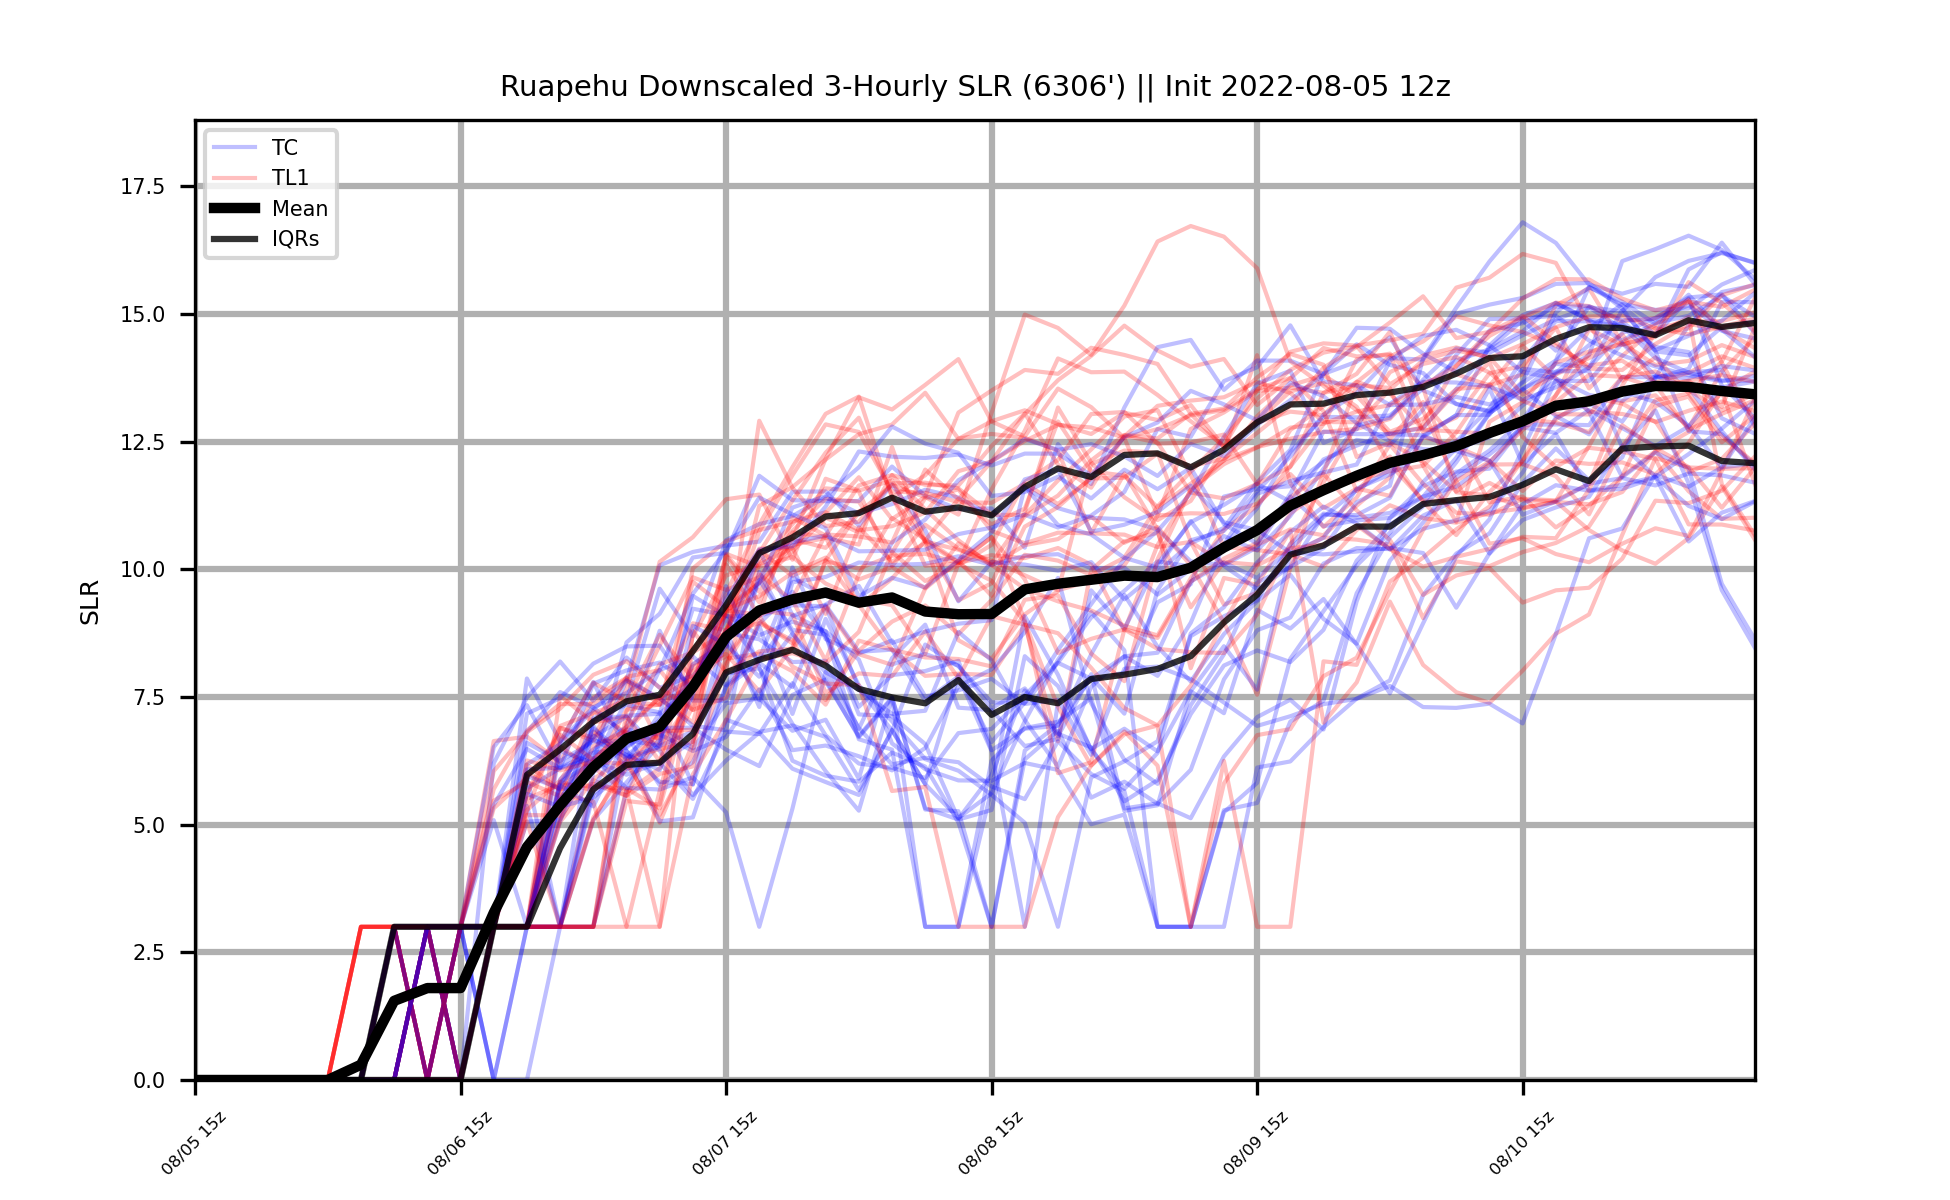 Ruapehu Downscaled 3-Hourly SLR (6306') || Init 2022-08-05 12z
TC
TL1
Mean
IQRs
17.5
15.0
12.5
10.0
7.5
5.0
2.5
0.0
SLR
08/05 15z
08/06 15z
08/07 15z
08/08 15z
08/09 15z
08/10 15z